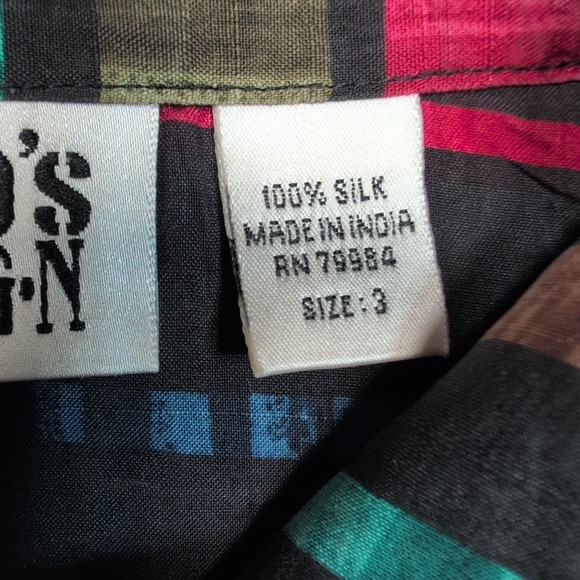 'S
G.N
100% SILK
MADE IN INDIA
RN 79984
SIZE: 3